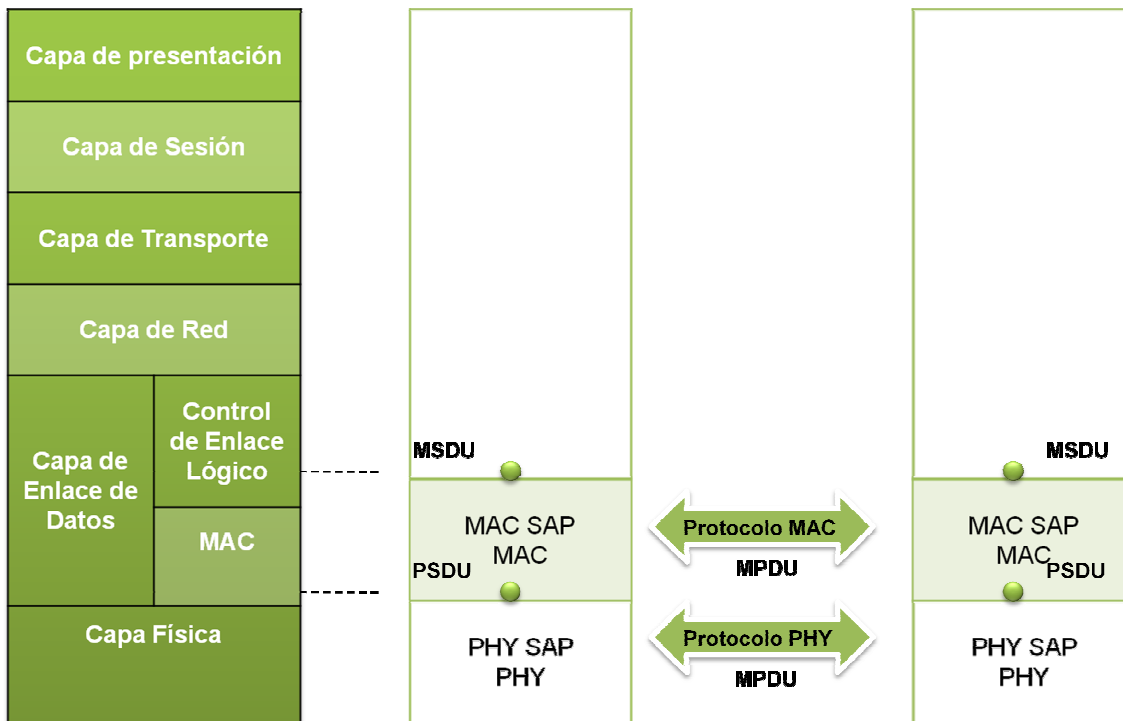 Capa de presentación
Capa de Sesión
Capa de Transporte
Capa de Red
Capa de
Enlace de
Datos
Control
de Enlace
Lógico
MAC
Capa Física
MSDU
MAC SAP
MAC
PSDU
PHY SAP
PHY
Protocolo MAC
MPDU
Protocolo PHY
MPDU
MSDU
MAC SAP
MAC
PSDU
PHY SAP
PHY